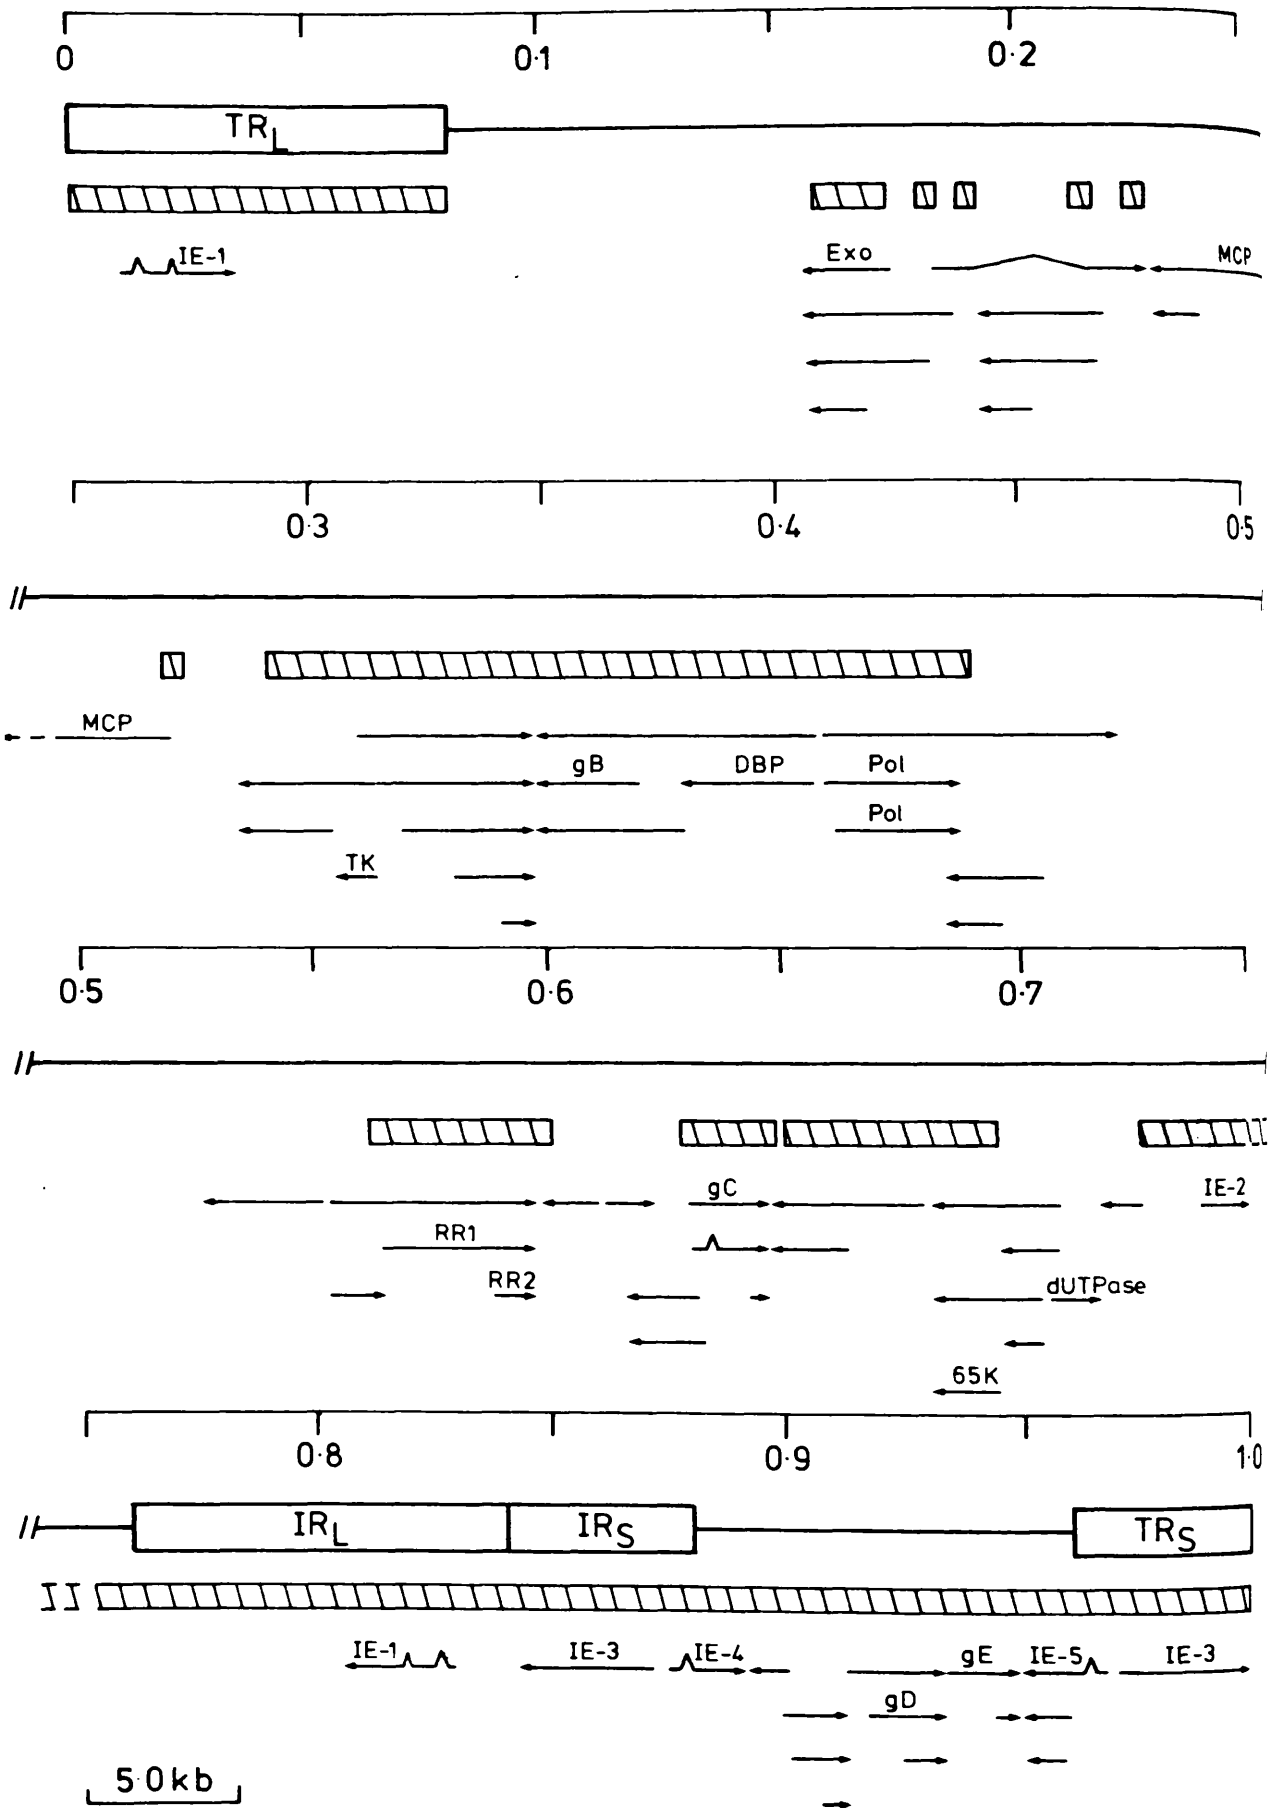 0 0·1 0·2
TRL
IE-1 Exo MCP
0·3 0·4 0·5
MCP
gB DBP Pol
Pol
TK
0·5 0·6 0·7
gC IE-2
RR1
RR2 dUTPase
65K
0·8 0·9 1·0
IRL IRS TRS
IE-1 IE-3 IE-4 gE IE-5 IE-3
gD
5·0kb